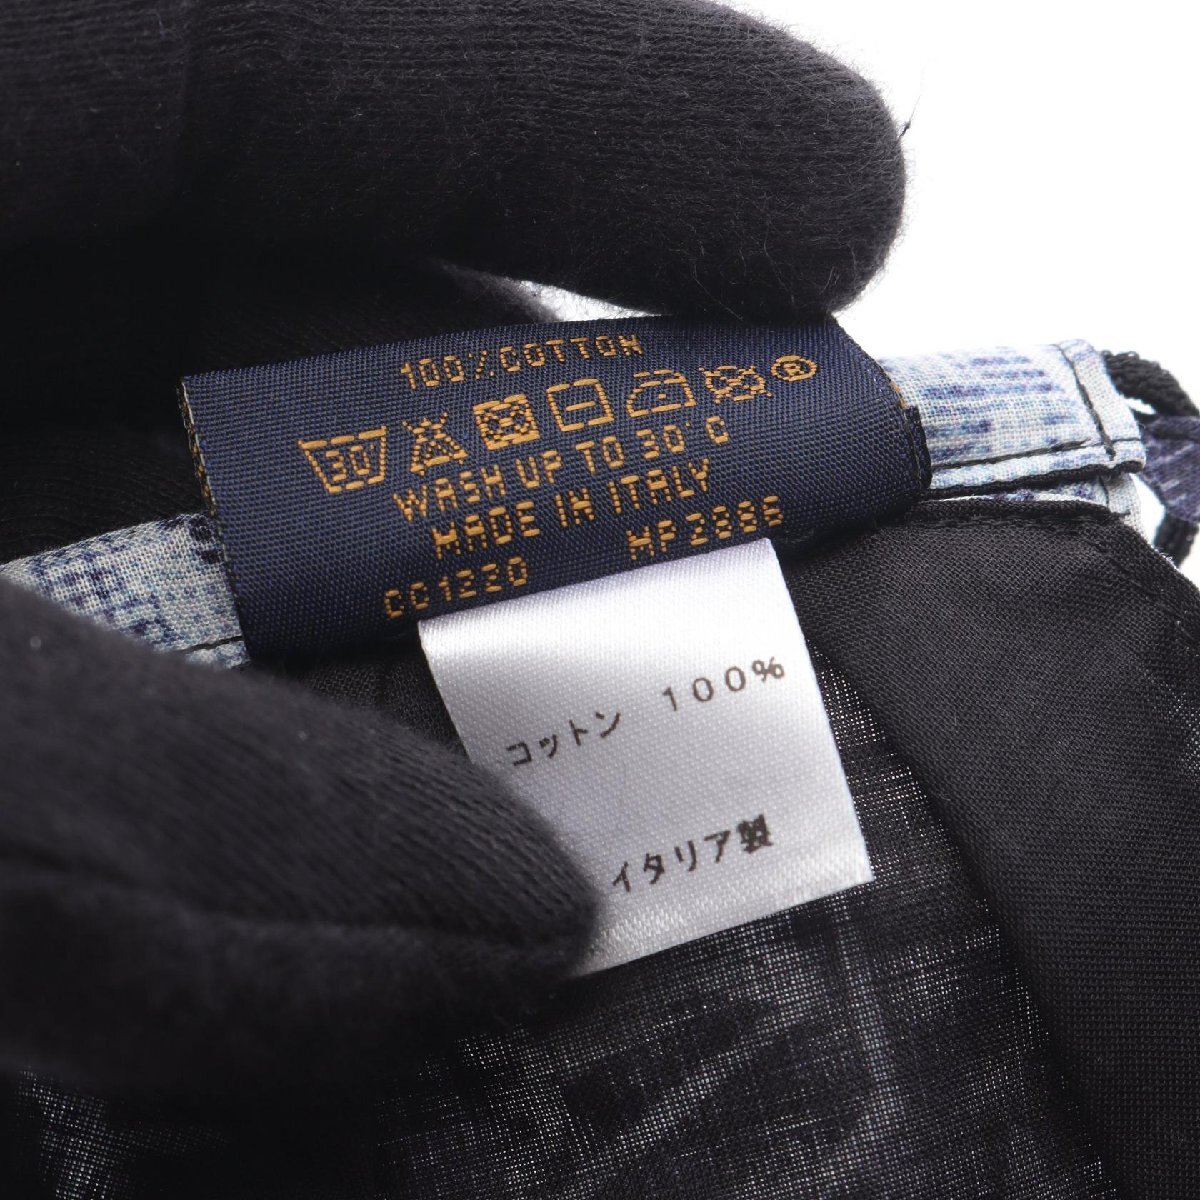 100%COTTON
30 ®
WASH UP TO 30°C
MADE IN ITALY
CC1220 MP2886
コットン 100%
イタリア製